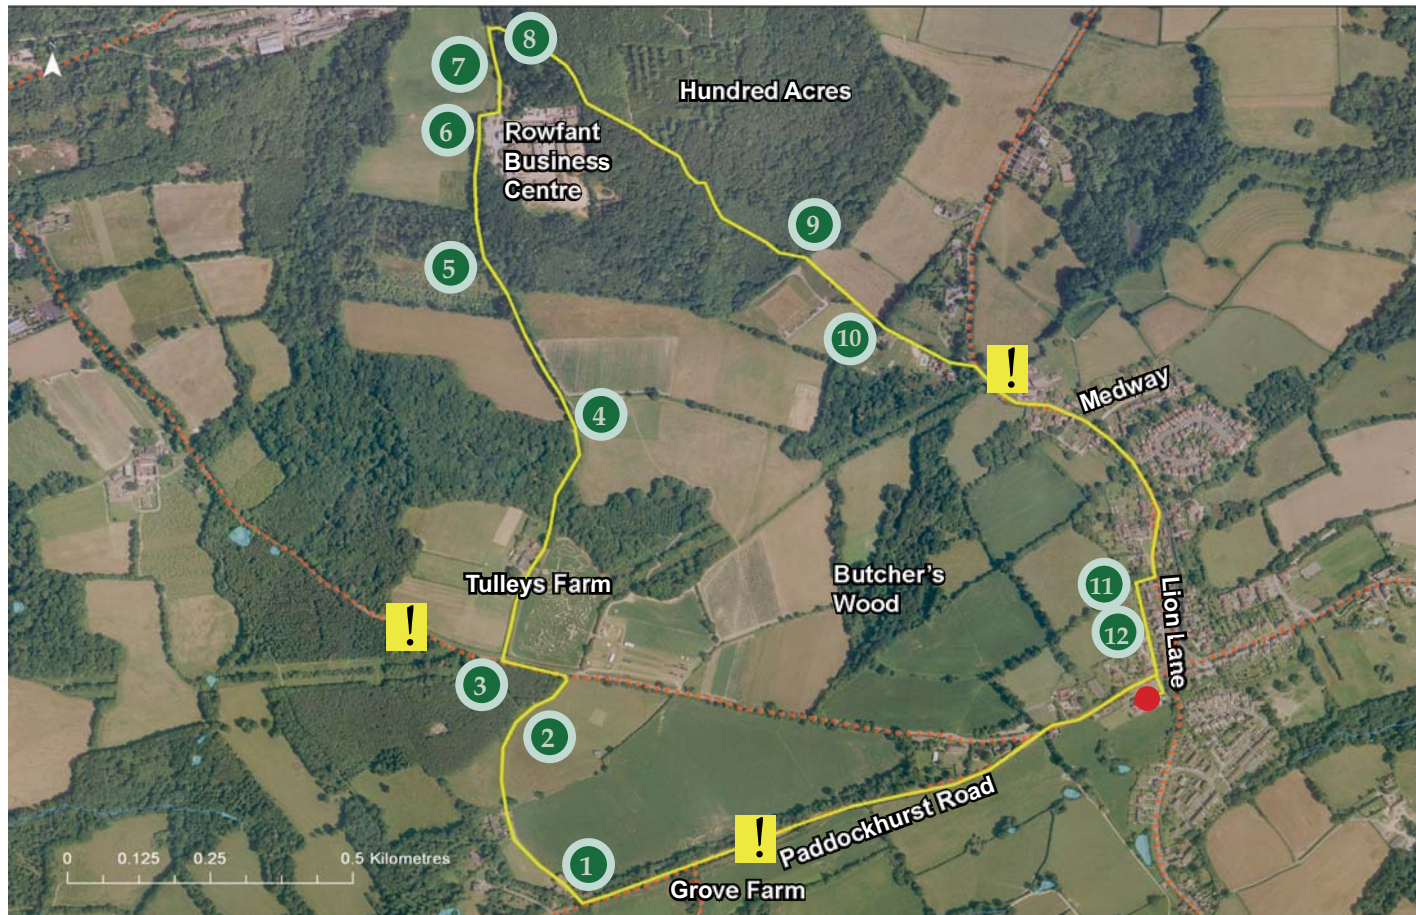 N
8
7
Hundred Acres
6
Rowfant
Business
Centre
9
5
10
!
Medway
4
Tulleys Farm
Butcher's
Wood
11
Lion Lane
!
12
3
2
!
Paddockhurst Road
1
Grove Farm
0 0.125 0.25 0.5 Kilometres